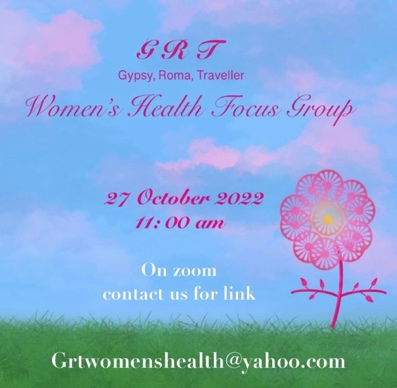 G R T
Gypsy, Roma, Traveller
Women's Health Focus Group
27 October 2022
11: 00 am
On zoom
contact us for link
Grtwomenshealth@yahoo.com